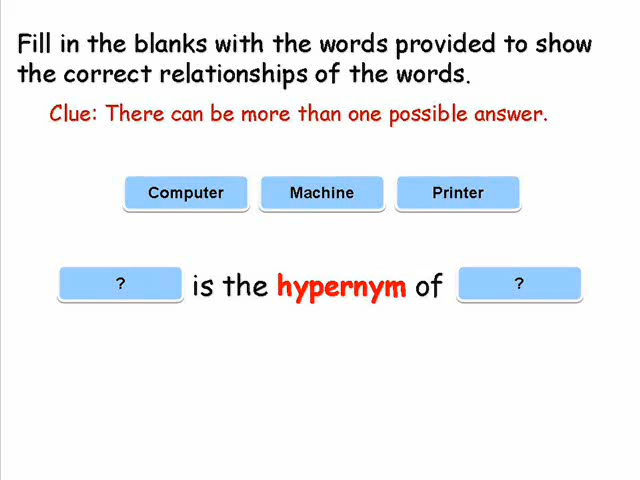 Fill in the blanks with the words provided to show
the correct relationships of the words.
Clue: There can be more than one possible answer.
Computer Machine Printer
? is the hypernym of ?